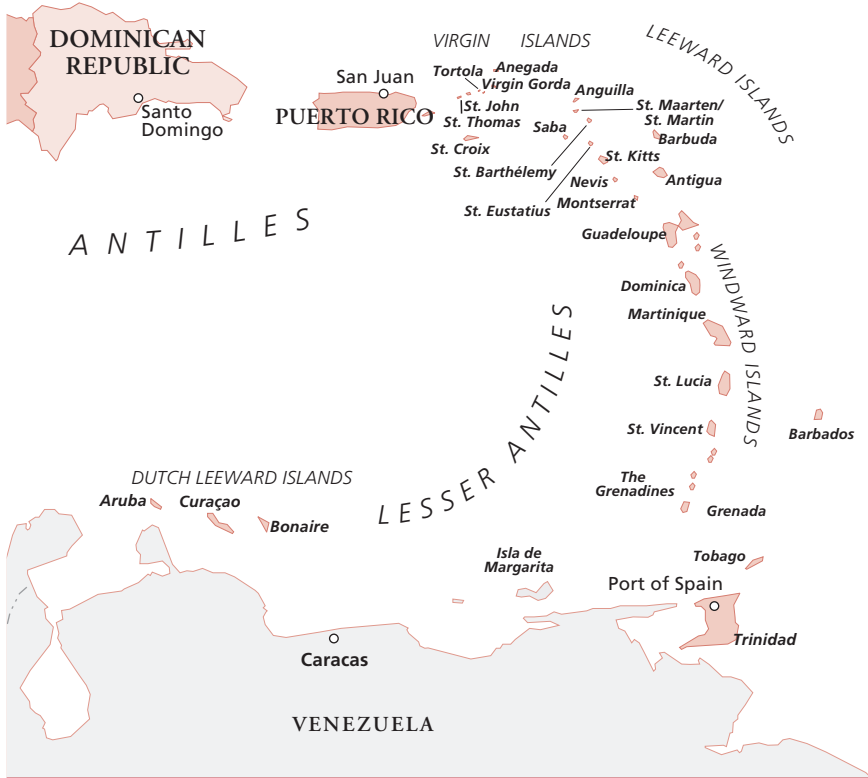 DOMINICAN
REPUBLIC
Santo
Domingo
San Juan
PUERTO RICO
VIRGIN ISLANDS
Tortola
Anegada
Virgin Gorda
St. John
St. Thomas
St. Croix
LEEWARD ISLANDS
Anguilla
St. Maarten/
St. Martin
Saba
Barbuda
St. Barthélemy
St. Kitts
St. Eustatius
Nevis
Antigua
Montserrat
ANTILLES
Guadeloupe
WINDWARD ISLANDS
Dominica
Martinique
St. Lucia
St. Vincent
Barbados
LESSER ANTILLES
The
Grenadines
Grenada
DUTCH LEEWARD ISLANDS
Aruba
Curaçao
Bonaire
Isla de
Margarita
Tobago
Port of Spain
Trinidad
Caracas
VENEZUELA